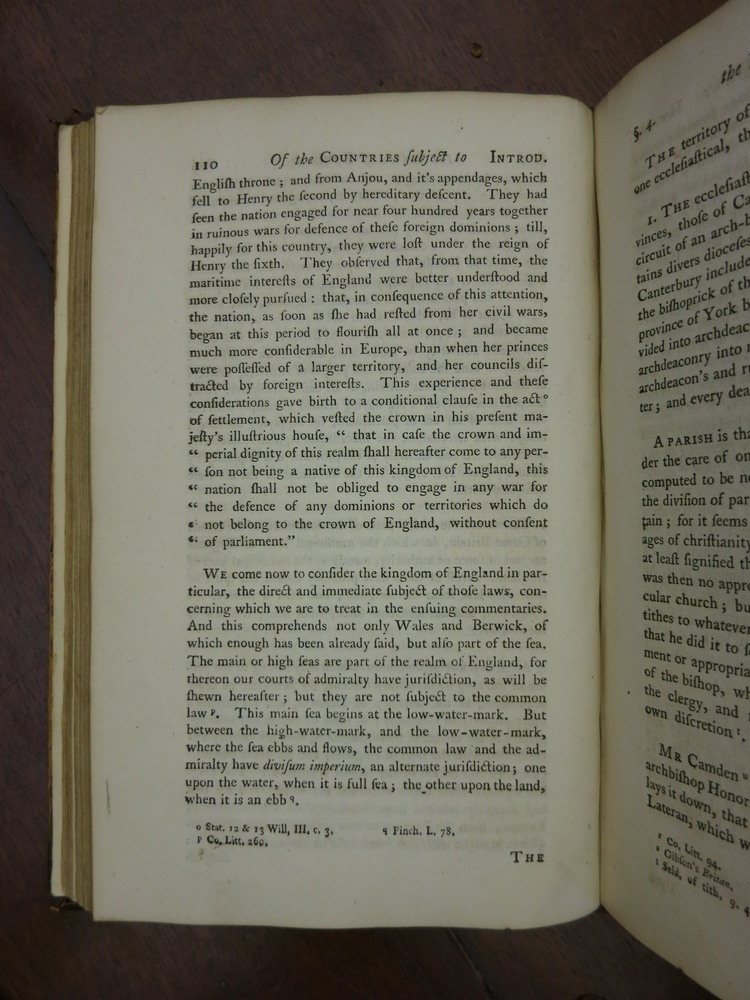 110 Of the COUNTRIES ſubject to INTROD.
Engliſh throne ; and from Anjou, and it's appendages, which
fell to Henry the ſecond by hereditary deſcent. They had
ſeen the nation engaged for near four hundred years together
in ruinous wars for defence of theſe foreign dominions ; till,
happily for this country, they were loſt under the reign of
Henry the ſixth. They obſerved that, from that time, the
maritime intereſts of England were better underſtood and
more cloſely purſued : that, in conſequence of this attention,
the nation, as ſoon as ſhe had reſted from her civil wars,
began at this period to flouriſh all at once ; and became
much more conſiderable in Europe, than when her princes
were poſſeſſed of a larger territory, and her councils diſ-
tracted by foreign intereſts. This experience and theſe
conſiderations gave birth to a conditional clauſe in the act o
of ſettlement, which veſted the crown in his preſent ma-
jeſty's illuſtrious houſe, “ that in caſe the crown and im-
“ perial dignity of this realm ſhall hereafter come to any per-
“ ſon not being a native of this kingdom of England, this
“ nation ſhall not be obliged to engage in any war for
“ the defence of any dominions or territories which do
“ not belong to the crown of England, without conſent
“ of parliament.”
WE come now to conſider the kingdom of England in par-
ticular, the direct and immediate ſubject of thoſe laws, con-
cerning which we are to treat in the enſuing commentaries.
And this comprehends not only Wales and Berwick, of
which enough has been already ſaid, but alſo part of the ſea.
The main or high ſeas are part of the realm of England, for
thereon our courts of admiralty have juriſdiction, as will be
ſhewn hereafter ; but they are not ſubject to the common
law p. This main ſea begins at the low-water-mark. But
between the high-water-mark, and the low-water-mark,
where the ſea ebbs and flows, the common law and the ad-
miralty have diviſum imperium, an alternate juriſdiction; one
upon the water, when it is full ſea ; the other upon the land,
when it is an ebb q.
o Stat. 12 & 13 Will, III, c. 3. q Finch, L. 78.
p Co. Litt. 260.
THE
the
§. 4.
THE territory of
one eccleſiaſtical, th
1. THE eccleſiaſt
vinces, thoſe of Ca
circuit of an arch-b
tains divers dioceſes
Canterbury include
the biſhoprick of th
province of York b
vided into archdeac
archdeaconry into r
archdeacon's and ru
ter ; and every dea
A PARISH is tha
der the care of on
computed to be ne
the diviſion of par
tain ; for it ſeems
ages of chriſtianity
at leaſt ſignified th
was then no appro
cular church ; bu
tithes to whatever
that he did it to ſ
ment or appropria
of the biſhop, wh
the clergy, and
own diſcretion
MR Camden
archbiſhop Honor
lays it down, that
Lateran, which w
r Co. Litt. 94.
s Gibſon's Britan.
t Seld. of tith. 9. 4